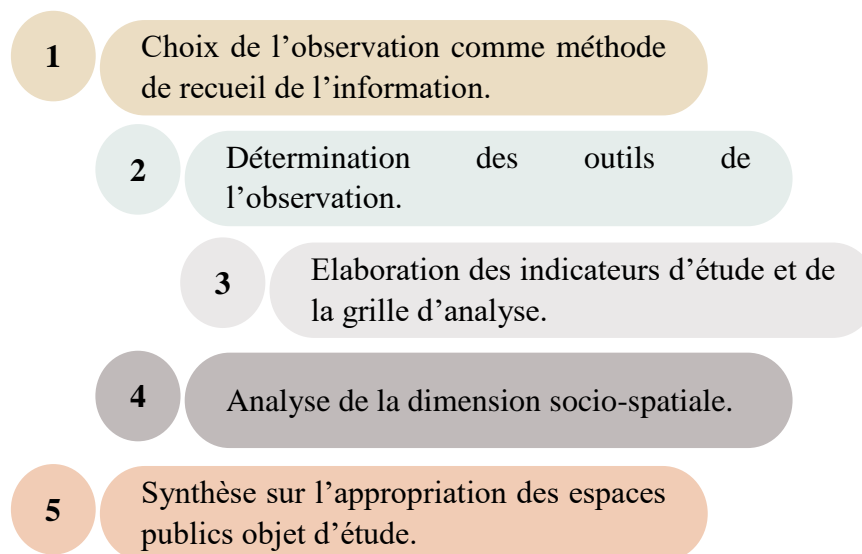 1
Choix de l’observation comme méthode
de recueil de l’information.
2
Détermination des outils de
l’observation.
3
Elaboration des indicateurs d’étude et de
la grille d’analyse.
4
Analyse de la dimension socio-spatiale.
5
Synthèse sur l’appropriation des espaces
publics objet d’étude.